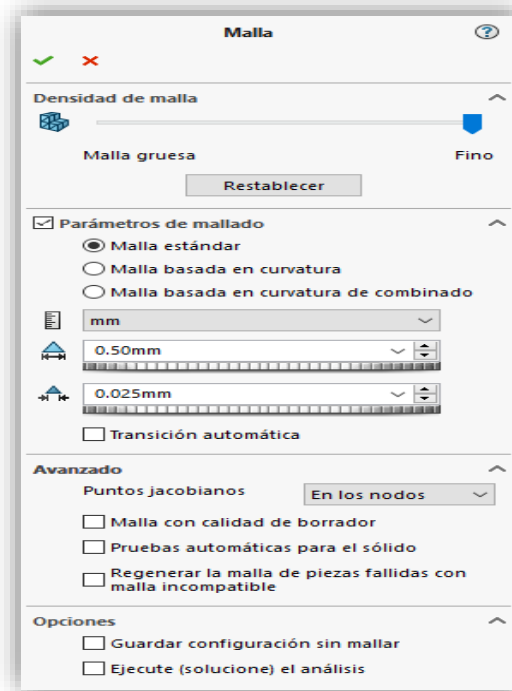 Malla
?
Densidad de malla
Malla gruesa Fino
Restablecer
Parámetros de mallado
Malla estándar
Malla basada en curvatura
Malla basada en curvatura de combinado
mm
0.50mm
0.025mm
Transición automática
Avanzado
Puntos jacobianos En los nodos
Malla con calidad de borrador
Pruebas automáticas para el sólido
Regenerar la malla de piezas fallidas con
malla incompatible
Opciones
Guardar configuración sin mallar
Ejecute (solucione) el análisis